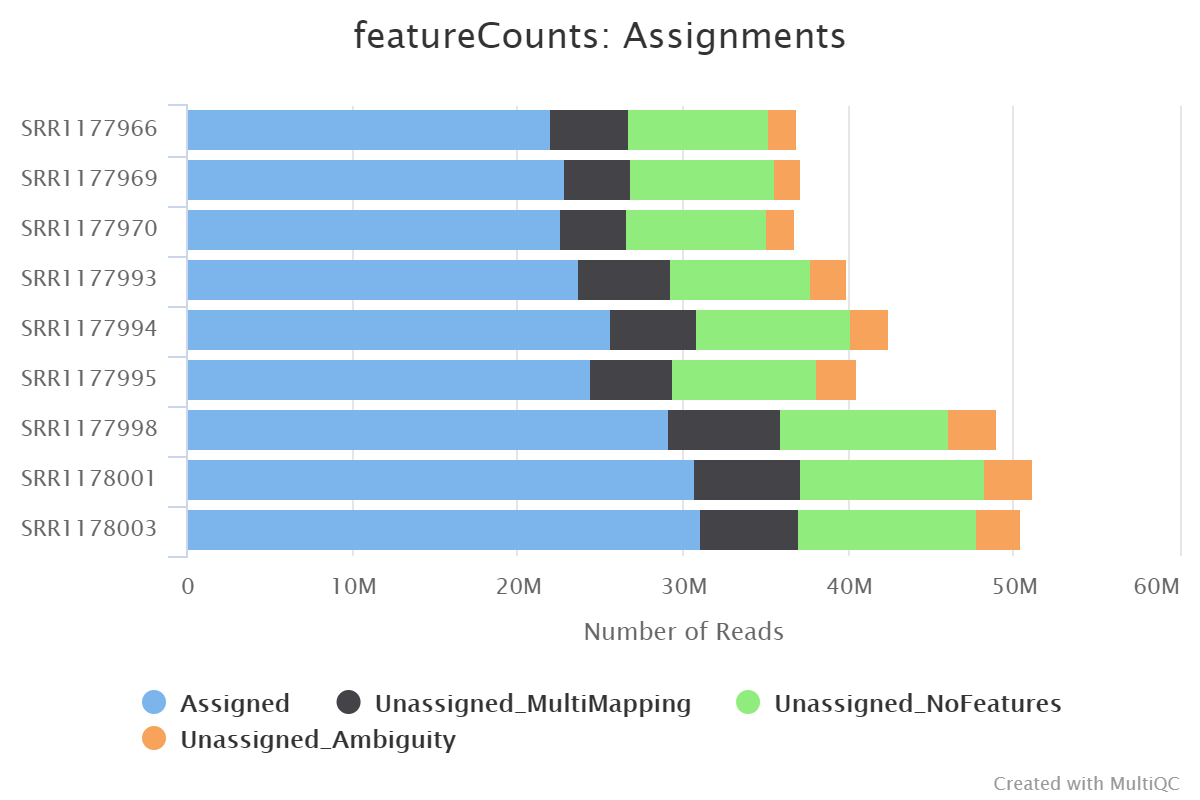 featureCounts: Assignments
SRR1177966
SRR1177969
SRR1177970
SRR1177993
SRR1177994
SRR1177995
SRR1177998
SRR1178001
SRR1178003
0 10M 20M 30M 40M 50M 60M
Number of Reads
Assigned Unassigned_MultiMapping Unassigned_NoFeatures
Unassigned_Ambiguity
Created with MultiQC